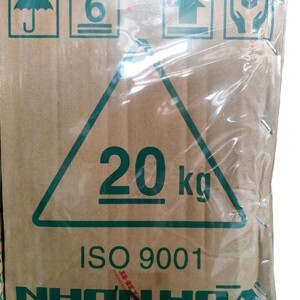 6
20 kg
ISO 9001
NHƠN HÒA